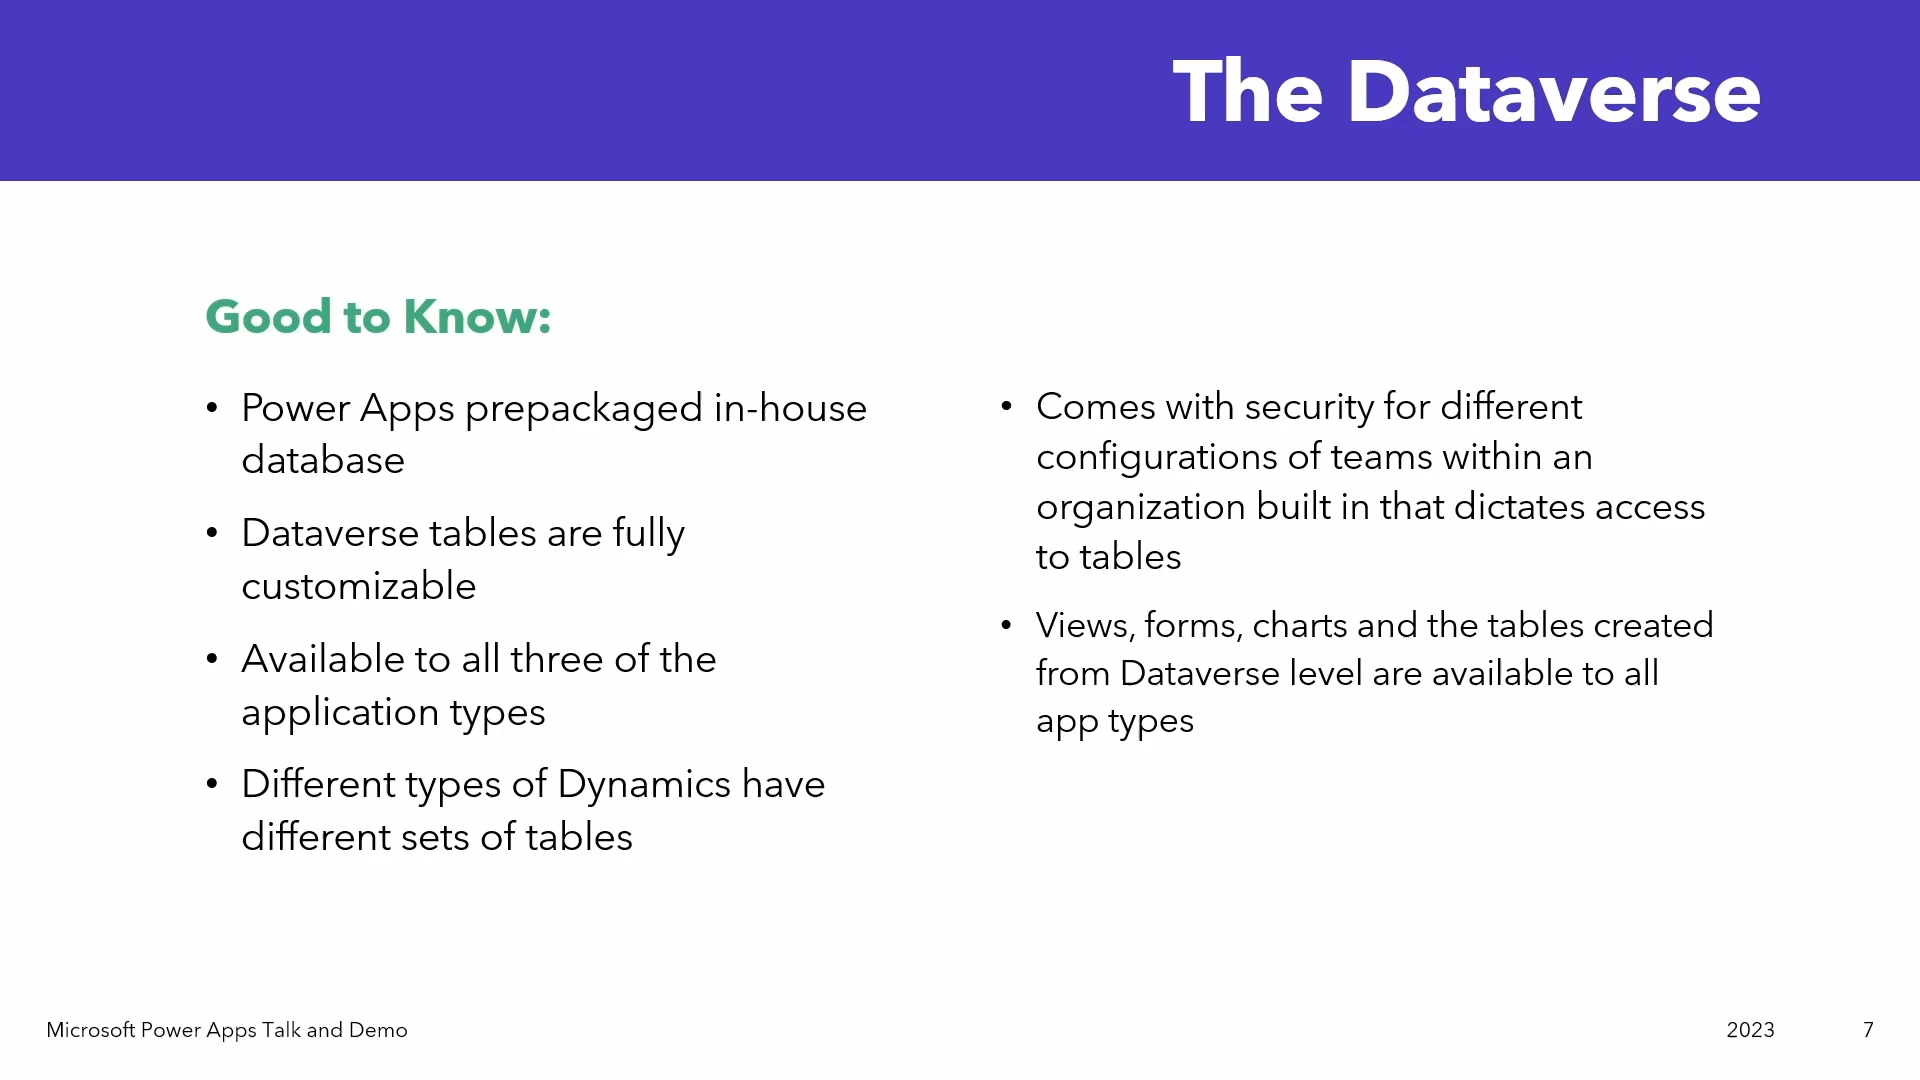 The Dataverse
Good to Know:
• Power Apps prepackaged in-house
database
• Dataverse tables are fully
customizable
• Available to all three of the
application types
• Different types of Dynamics have
different sets of tables
• Comes with security for different
configurations of teams within an
organization built in that dictates access
to tables
• Views, forms, charts and the tables created
from Dataverse level are available to all
app types
Microsoft Power Apps Talk and Demo
2023
7